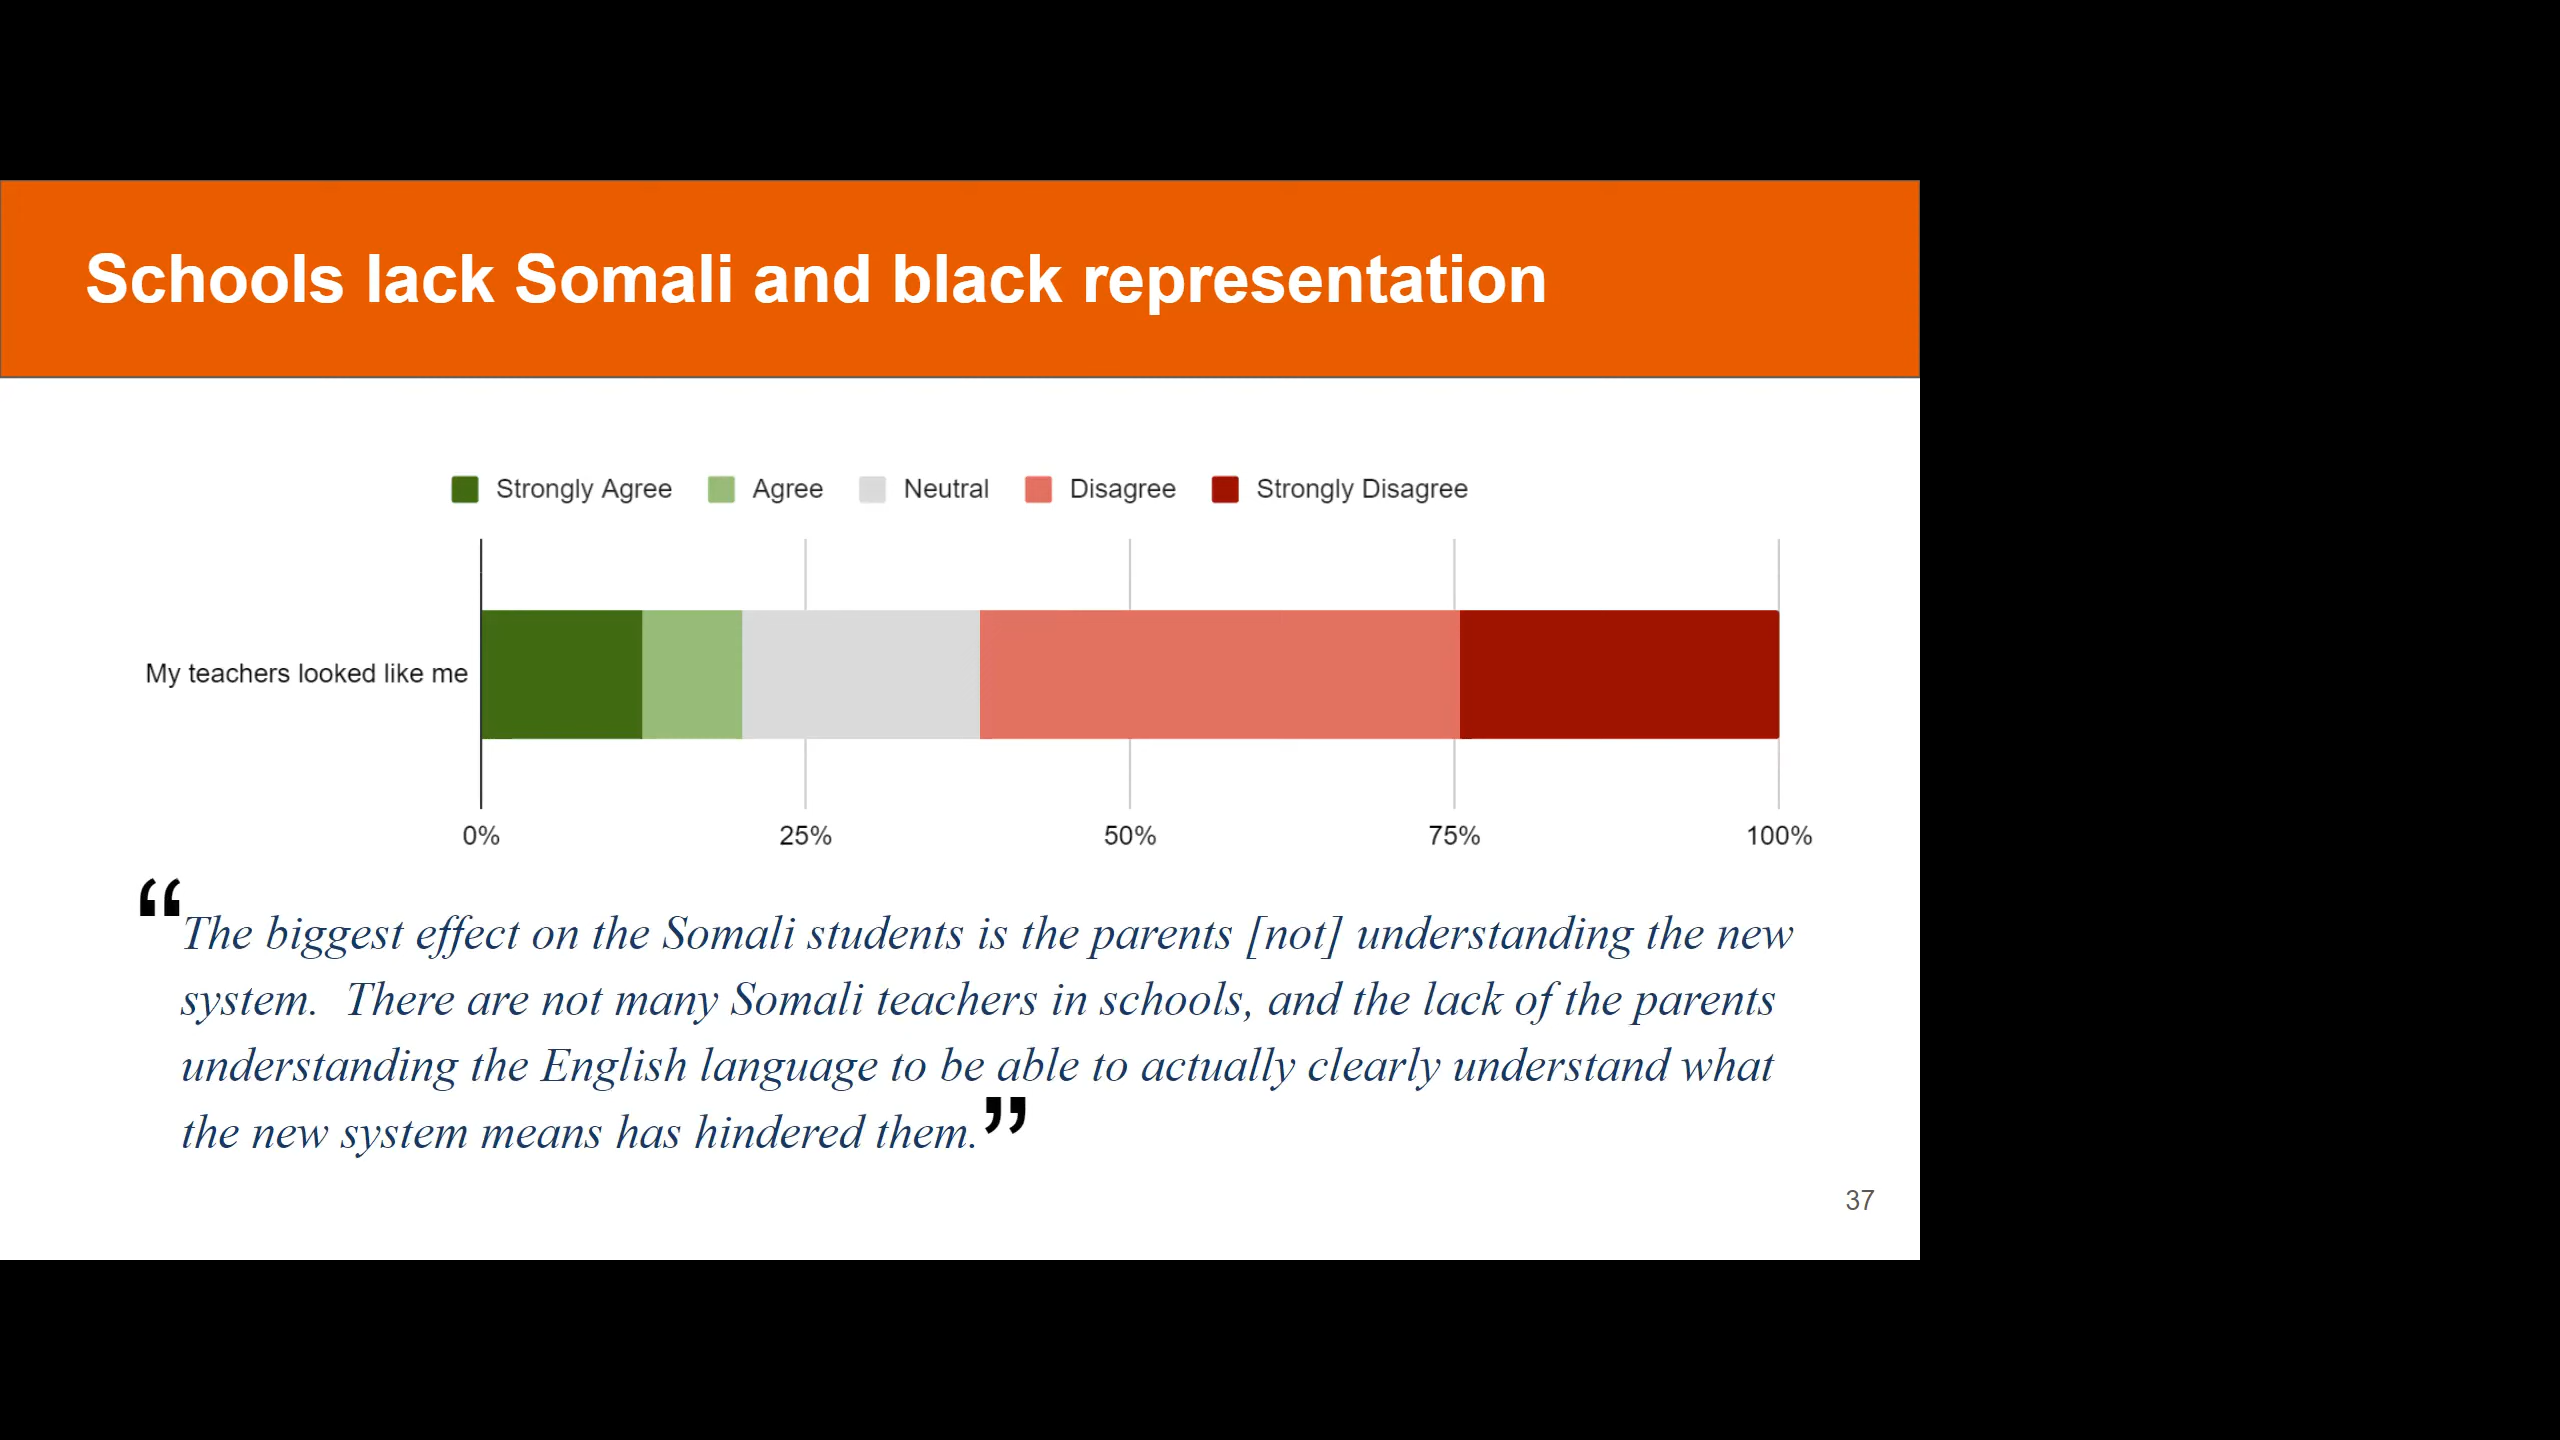 Schools lack Somali and black representation
Strongly Agree Agree Neutral Disagree Strongly Disagree
My teachers looked like me
0% 25% 50% 75% 100%
“The biggest effect on the Somali students is the parents [not] understanding the new
system.  There are not many Somali teachers in schools, and the lack of the parents
understanding the English language to be able to actually clearly understand what
the new system means has hindered them.”
37